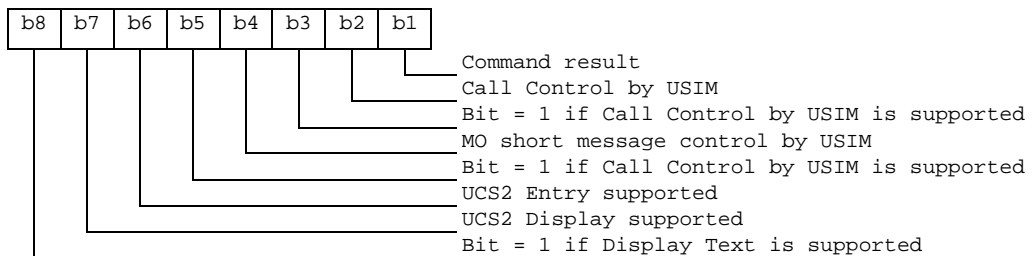 b8 b7 b6 b5 b4 b3 b2 b1
Command result
Call Control by USIM
Bit = 1 if Call Control by USIM is supported
MO short message control by USIM
Bit = 1 if Call Control by USIM is supported
UCS2 Entry supported
UCS2 Display supported
Bit = 1 if Display Text is supported